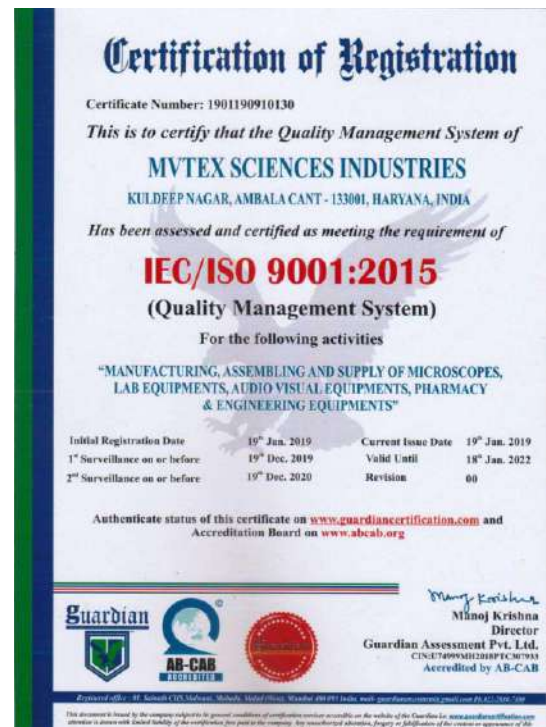 Certification of Registration
Certificate Number: 1901190910130
This is to certify that the Quality Management System of
MVTEX SCIENCES INDUSTRIES
KULDEEP NAGAR, AMBALA CANT - 133001, HARYANA, INDIA
Has been assessed and certified as meeting the requirement of
IEC/ISO 9001:2015
(Quality Management System)
For the following activities
"MANUFACTURING, ASSEMBLING AND SUPPLY OF MICROSCOPES,
LAB EQUIPMENTS, AUDIO VISUAL EQUIPMENTS, PHARMACY
& ENGINEERING EQUIPMENTS"
Initial Registration Date 19th Jan. 2019 Current Issue Date 19th Jan. 2019
1st Surveillance on or before 19th Dec. 2019 Valid Until 18th Jan. 2022
2nd Surveillance on or before 19th Dec. 2020 Revision 00
Authenticate status of this certificate on www.guardiancertification.com and
Accreditation Board on www.abcab.org
Manoj Krishna
Guardian
AB-CAB
ACCREDITED
Manoj Krishna
Director
Guardian Assessment Pvt. Ltd.
Accredited by AB-CAB